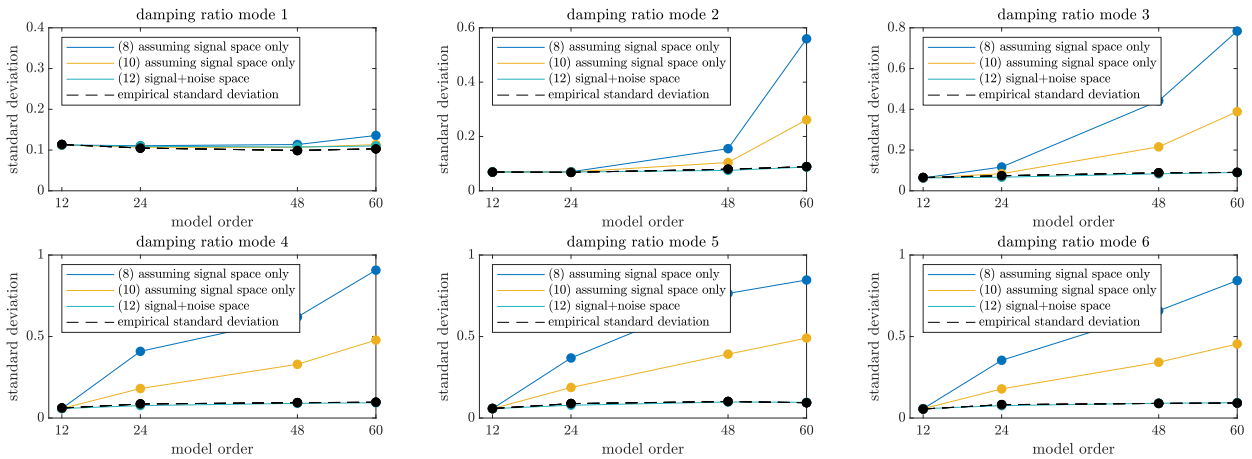 damping ratio mode 1
0.4
(8) assuming signal space only
(10) assuming signal space only
(12) signal+noise space
empirical standard deviation
0.3
0.2
0.1
0
standard deviation
12
24
48
60
model order
damping ratio mode 2
0.6
(8) assuming signal space only
(10) assuming signal space only
(12) signal+noise space
empirical standard deviation
0.4
0.2
0
standard deviation
12
24
48
60
model order
damping ratio mode 3
0.8
(8) assuming signal space only
(10) assuming signal space only
(12) signal+noise space
empirical standard deviation
0.6
0.4
0.2
0
standard deviation
12
24
48
60
model order
damping ratio mode 4
1
(8) assuming signal space only
(10) assuming signal space only
(12) signal+noise space
empirical standard deviation
0.5
0
standard deviation
12
24
48
60
model order
damping ratio mode 5
1
(8) assuming signal space only
(10) assuming signal space only
(12) signal+noise space
empirical standard deviation
0.5
0
standard deviation
12
24
48
60
model order
damping ratio mode 6
1
(8) assuming signal space only
(10) assuming signal space only
(12) signal+noise space
empirical standard deviation
0.5
0
standard deviation
12
24
48
60
model order